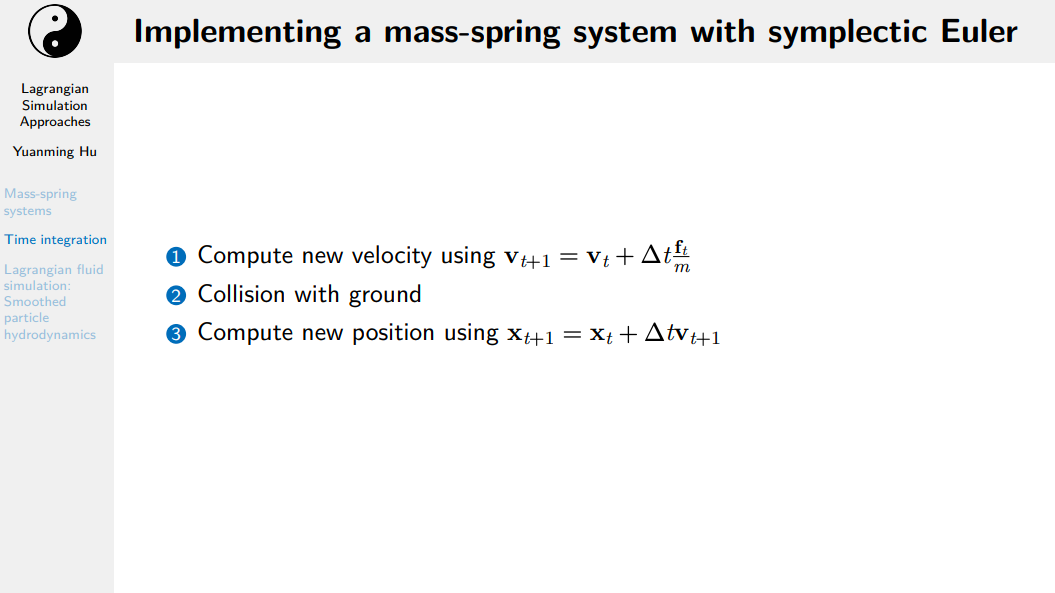 Implementing a mass-spring system with symplectic Euler
Lagrangian
Simulation
Approaches
Yuanming Hu
Mass-spring
systems
Time integration
Lagrangian fluid
simulation:
Smoothed
particle
hydrodynamics
1 Compute new velocity using $\mathbf{v}_{t+1} = \mathbf{v}_t + \Delta t \frac{\mathbf{f}_t}{m}$
2 Collision with ground
3 Compute new position using $\mathbf{x}_{t+1} = \mathbf{x}_t + \Delta t \mathbf{v}_{t+1}$